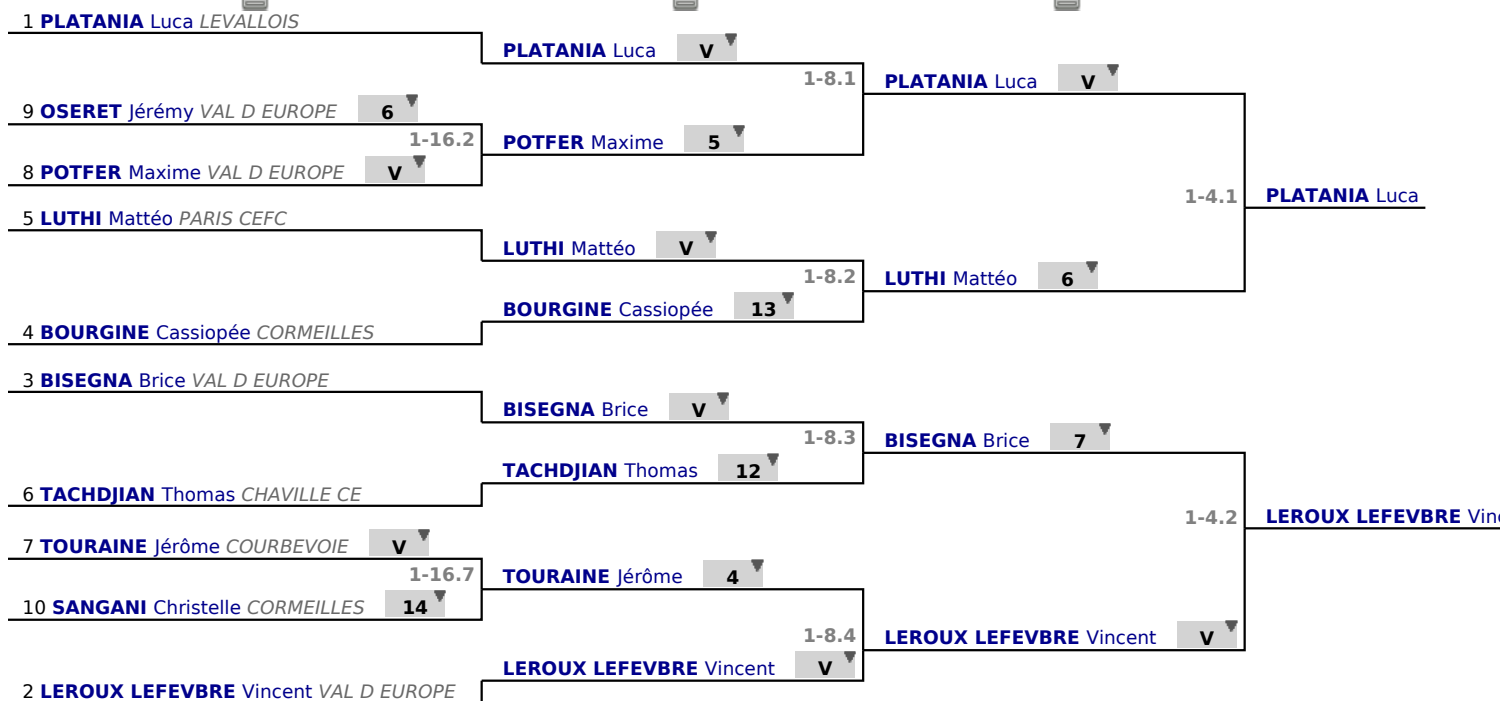 1 PLATANIA Luca LEVALLOIS
9 OSERET Jérémy VAL D EUROPE 6
1-16.2
8 POTFER Maxime VAL D EUROPE V
5 LUTHI Mattéo PARIS CEFC
4 BOURGINE Cassiopée CORMEILLES
3 BISEGNA Brice VAL D EUROPE
6 TACHDJIAN Thomas CHAVILLE CE
7 TOURAINE Jérôme COURBEVOIE V
1-16.7
10 SANGANI Christelle CORMEILLES 14
2 LEROUX LEFEVBRE Vincent VAL D EUROPE
PLATANIA Luca V
1-8.1
POTFER Maxime 5
LUTHI Mattéo V
1-8.2
BOURGINE Cassiopée 13
BISEGNA Brice V
1-8.3
TACHDJIAN Thomas 12
TOURAINE Jérôme 4
1-8.4
LEROUX LEFEVBRE Vincent V
PLATANIA Luca V
1-4.1
LUTHI Mattéo 6
BISEGNA Brice 7
1-4.2
LEROUX LEFEVBRE Vincent V
PLATANIA Luca
LEROUX LEFEVBRE